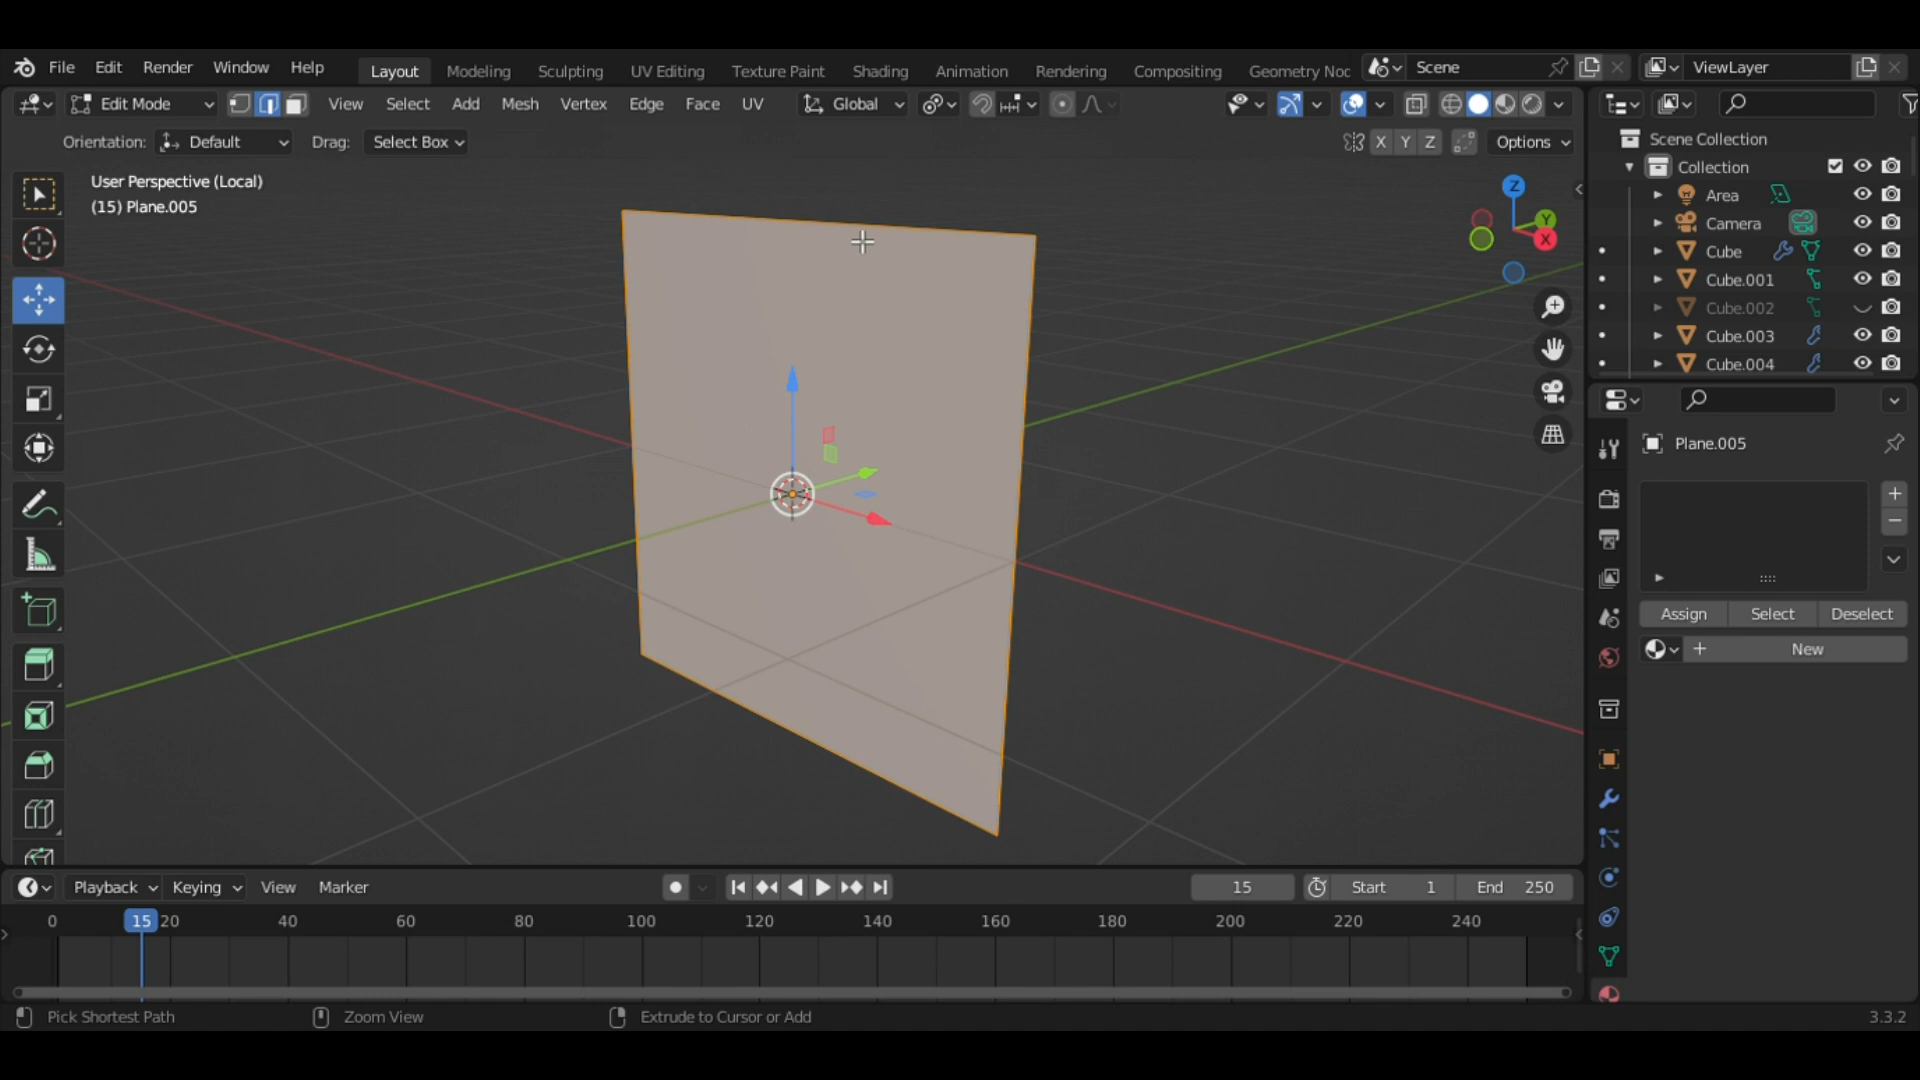 File Edit Render Window Help Layout Modeling Sculpting UV Editing Texture Paint Shading Animation Rendering Compositing Geometry Noc Scene ViewLayer
Edit Mode View Select Add Mesh Vertex Edge Face UV Global
Orientation: Default Drag: Select Box X Y Z Options
User Perspective (Local)
(15) Plane.005
Z
Y
X
Scene Collection
Collection
Area
Camera
Cube
Cube.001
Cube.002
Cube.003
Cube.004
Plane.005
Assign Select Deselect
New
Playback Keying View Marker 15 Start 1 End 250
0 15 20 40 60 80 100 120 140 160 180 200 220 240
Pick Shortest Path Zoom View Extrude to Cursor or Add 3.3.2